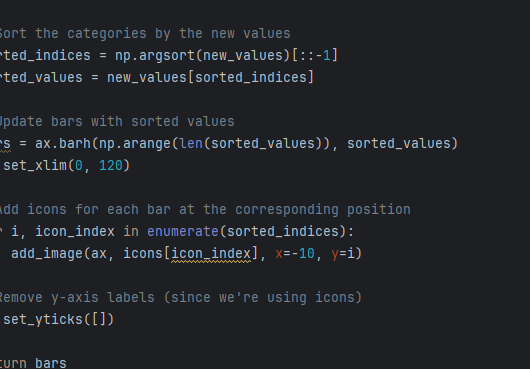 Sort the categories by the new values
rted_indices = np.argsort(new_values)[::-1]
rted_values = new_values[sorted_indices]
Update bars with sorted values
rs = ax.barh(np.arange(len(sorted_values)), sorted_values)
.set_xlim(0, 120)
Add icons for each bar at the corresponding position
r i, icon_index in enumerate(sorted_indices):
add_image(ax, icons[icon_index], x=-10, y=i)
Remove y-axis labels (since we're using icons)
.set_yticks([])
turn bars